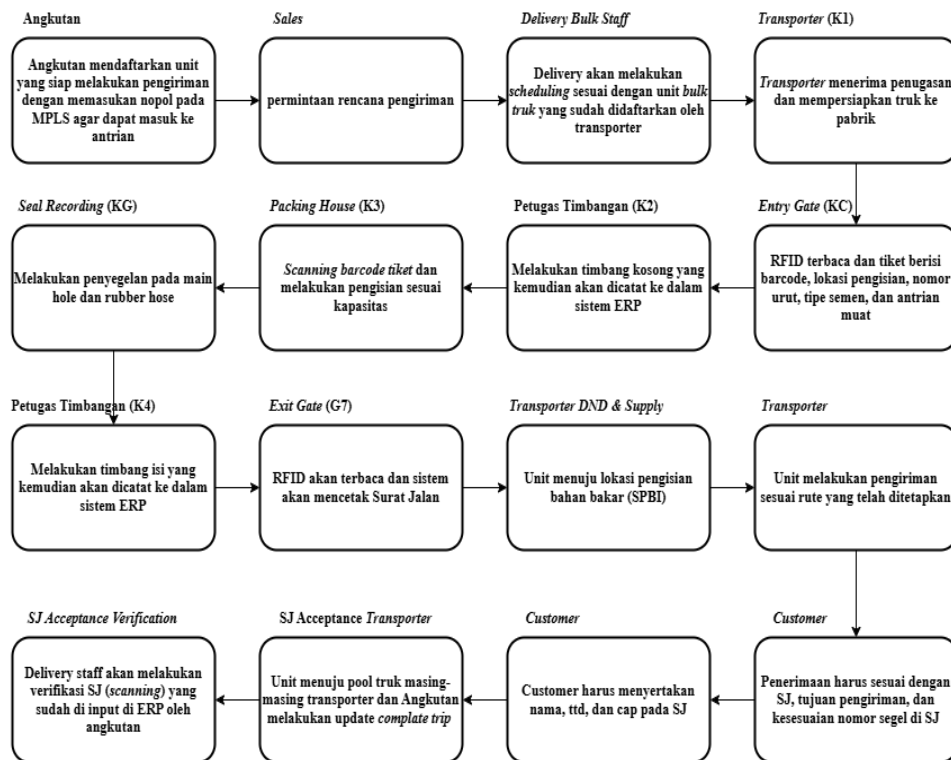 Angkutan
Angkutan mendaftarkan unit
yang siap melakukan pengiriman
dengan memasukan nopol pada
MPLS agar dapat masuk ke
antrian
Sales
permintaan rencana pengiriman
Delivery Bulk Staff
Delivery akan melakukan
scheduling sesuai dengan unit bulk
truk yang sudah didaftarkan oleh
transporter
Transporter (K1)
Transporter menerima penugasan
dan mempersiapkan truk ke
pabrik
Entry Gate (KC)
RFID terbaca dan tiket berisi
barcode, lokasi pengisian, nomor
urut, tipe semen, dan antrian
muat
Petugas Timbangan (K2)
Melakukan timbang kosong yang
kemudian akan dicatat ke dalam
sistem ERP
Packing House (K3)
Scanning barcode tiket dan
melakukan pengisian sesuai
kapasitas
Seal Recording (KG)
Melakukan penyegelan pada main
hole dan rubber hose
Petugas Timbangan (K4)
Melakukan timbang isi yang
kemudian akan dicatat ke dalam
sistem ERP
Exit Gate (G7)
RFID akan terbaca dan sistem
akan mencetak Surat Jalan
Transporter DND & Supply
Unit menuju lokasi pengisian
bahan bakar (SPBI)
Transporter
Unit melakukan pengiriman
sesuai rute yang telah ditetapkan
Customer
Penerimaan harus sesuai dengan
SJ, tujuan pengiriman, dan
kesesuaian nomor segel di SJ
Customer
Customer harus menyertakan
nama, ttd, dan cap pada SJ
SJ Acceptance Transporter
Unit menuju pool truk masing-
masing transporter dan Angkutan
melakukan update complate trip
SJ Acceptance Verification
Delivery staff akan melakukan
verifikasi SJ (scanning) yang
sudah di input di ERP oleh
angkutan